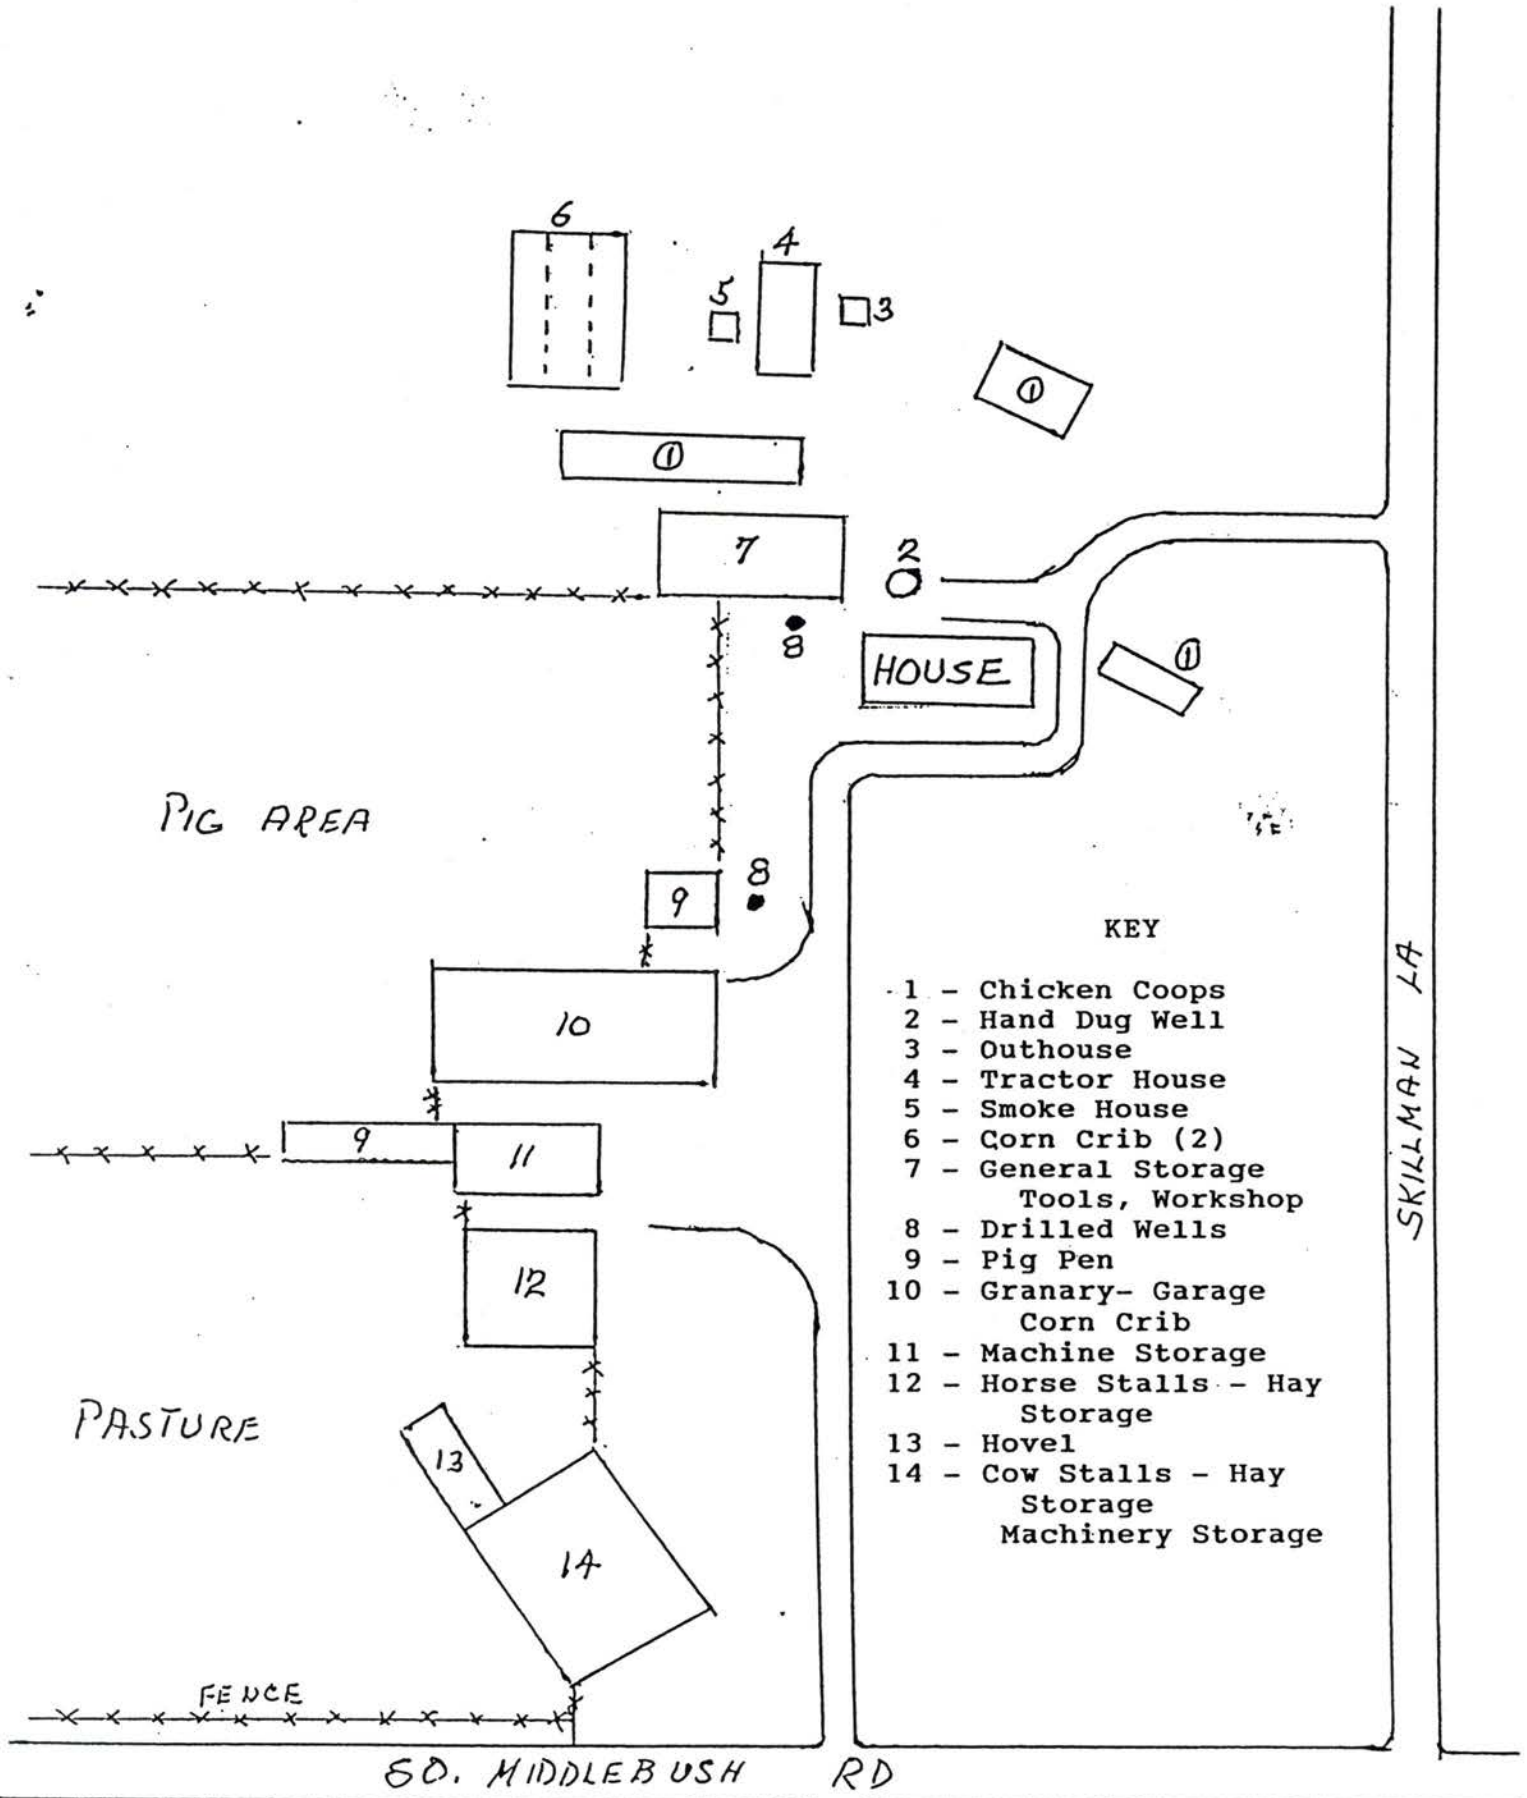 6
4
5
3
①
①
7
2
8
HOUSE
①
PIG AREA
8
9
KEY
10
1 - Chicken Coops
2 - Hand Dug Well
3 - Outhouse
4 - Tractor House
5 - Smoke House
6 - Corn Crib (2)
7 - General Storage
Tools, Workshop
8 - Drilled Wells
9 - Pig Pen
10 - Granary- Garage
Corn Crib
11 - Machine Storage
12 - Horse Stalls - Hay
Storage
13 - Hovel
14 - Cow Stalls - Hay
Storage
Machinery Storage
SKILLMAN LA
9
11
12
PASTURE
13
14
FENCE
SO. MIDDLEBUSH RD